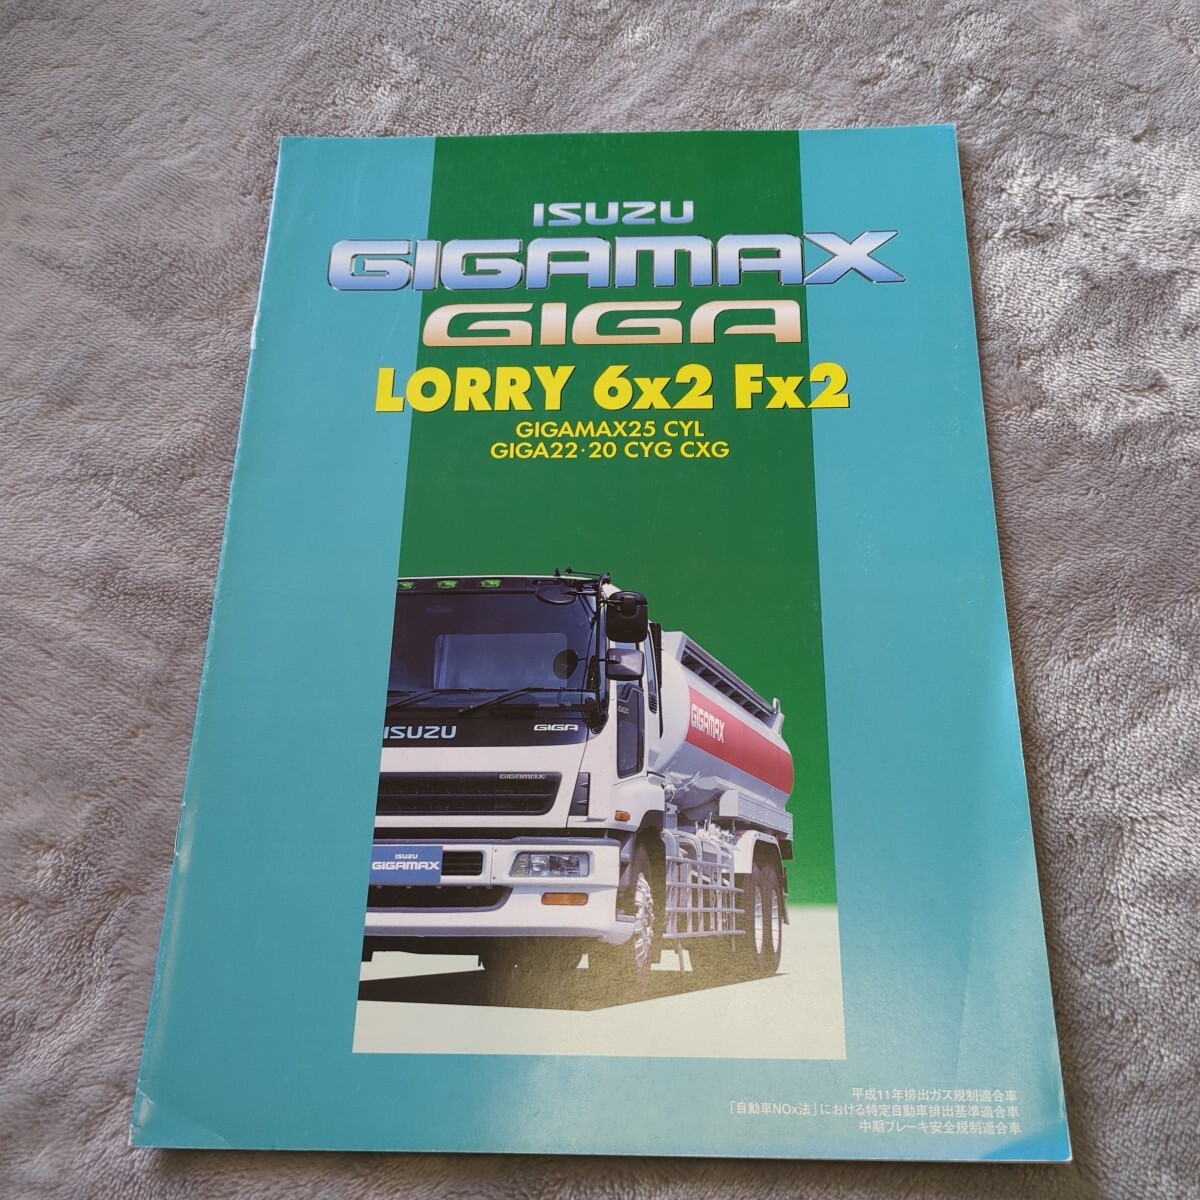 ISUZU
GIGAMAX
GIGA
LORRY 6x2 Fx2
GIGAMAX25 CYL
GIGA22・20 CYG CXG
GIGAMAX
ISUZU
GIGA
GIGAMAX
ISUZU
GIGAMAX
平成11年排出ガス規制適合車
「自動車NOx法」における特定自動車排出基準適合車
中期ブレーキ安全規制適合車